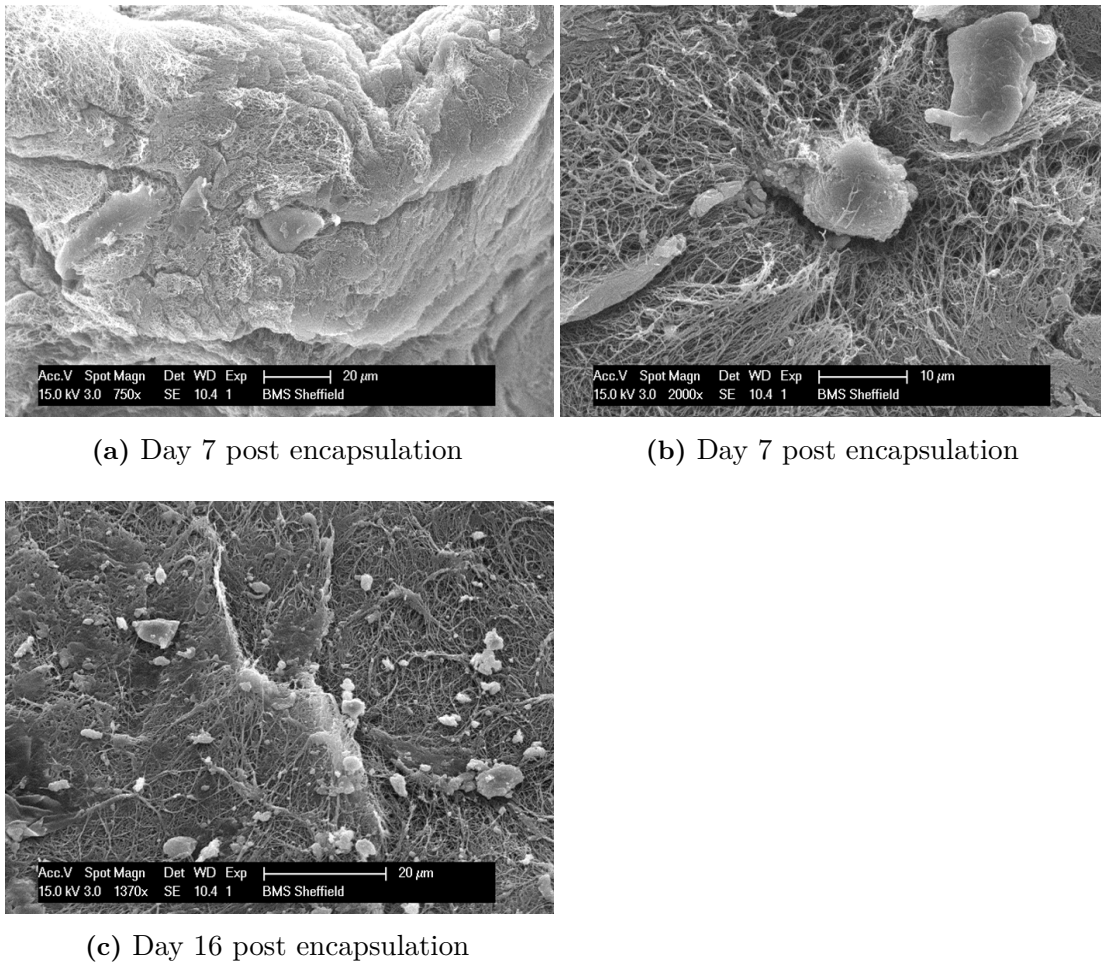 Acc.V Spot Magn Det WD Exp 20 μm
15.0 kV 3.0 750x SE 10.4 1 BMS Sheffield
Acc.V Spot Magn Det WD Exp 10 μm
15.0 kV 3.0 2000x SE 10.4 1 BMS Sheffield
(a) Day 7 post encapsulation
(b) Day 7 post encapsulation
Acc.V Spot Magn Det WD Exp 20 μm
15.0 kV 3.0 1370x SE 10.4 1 BMS Sheffield
(c) Day 16 post encapsulation